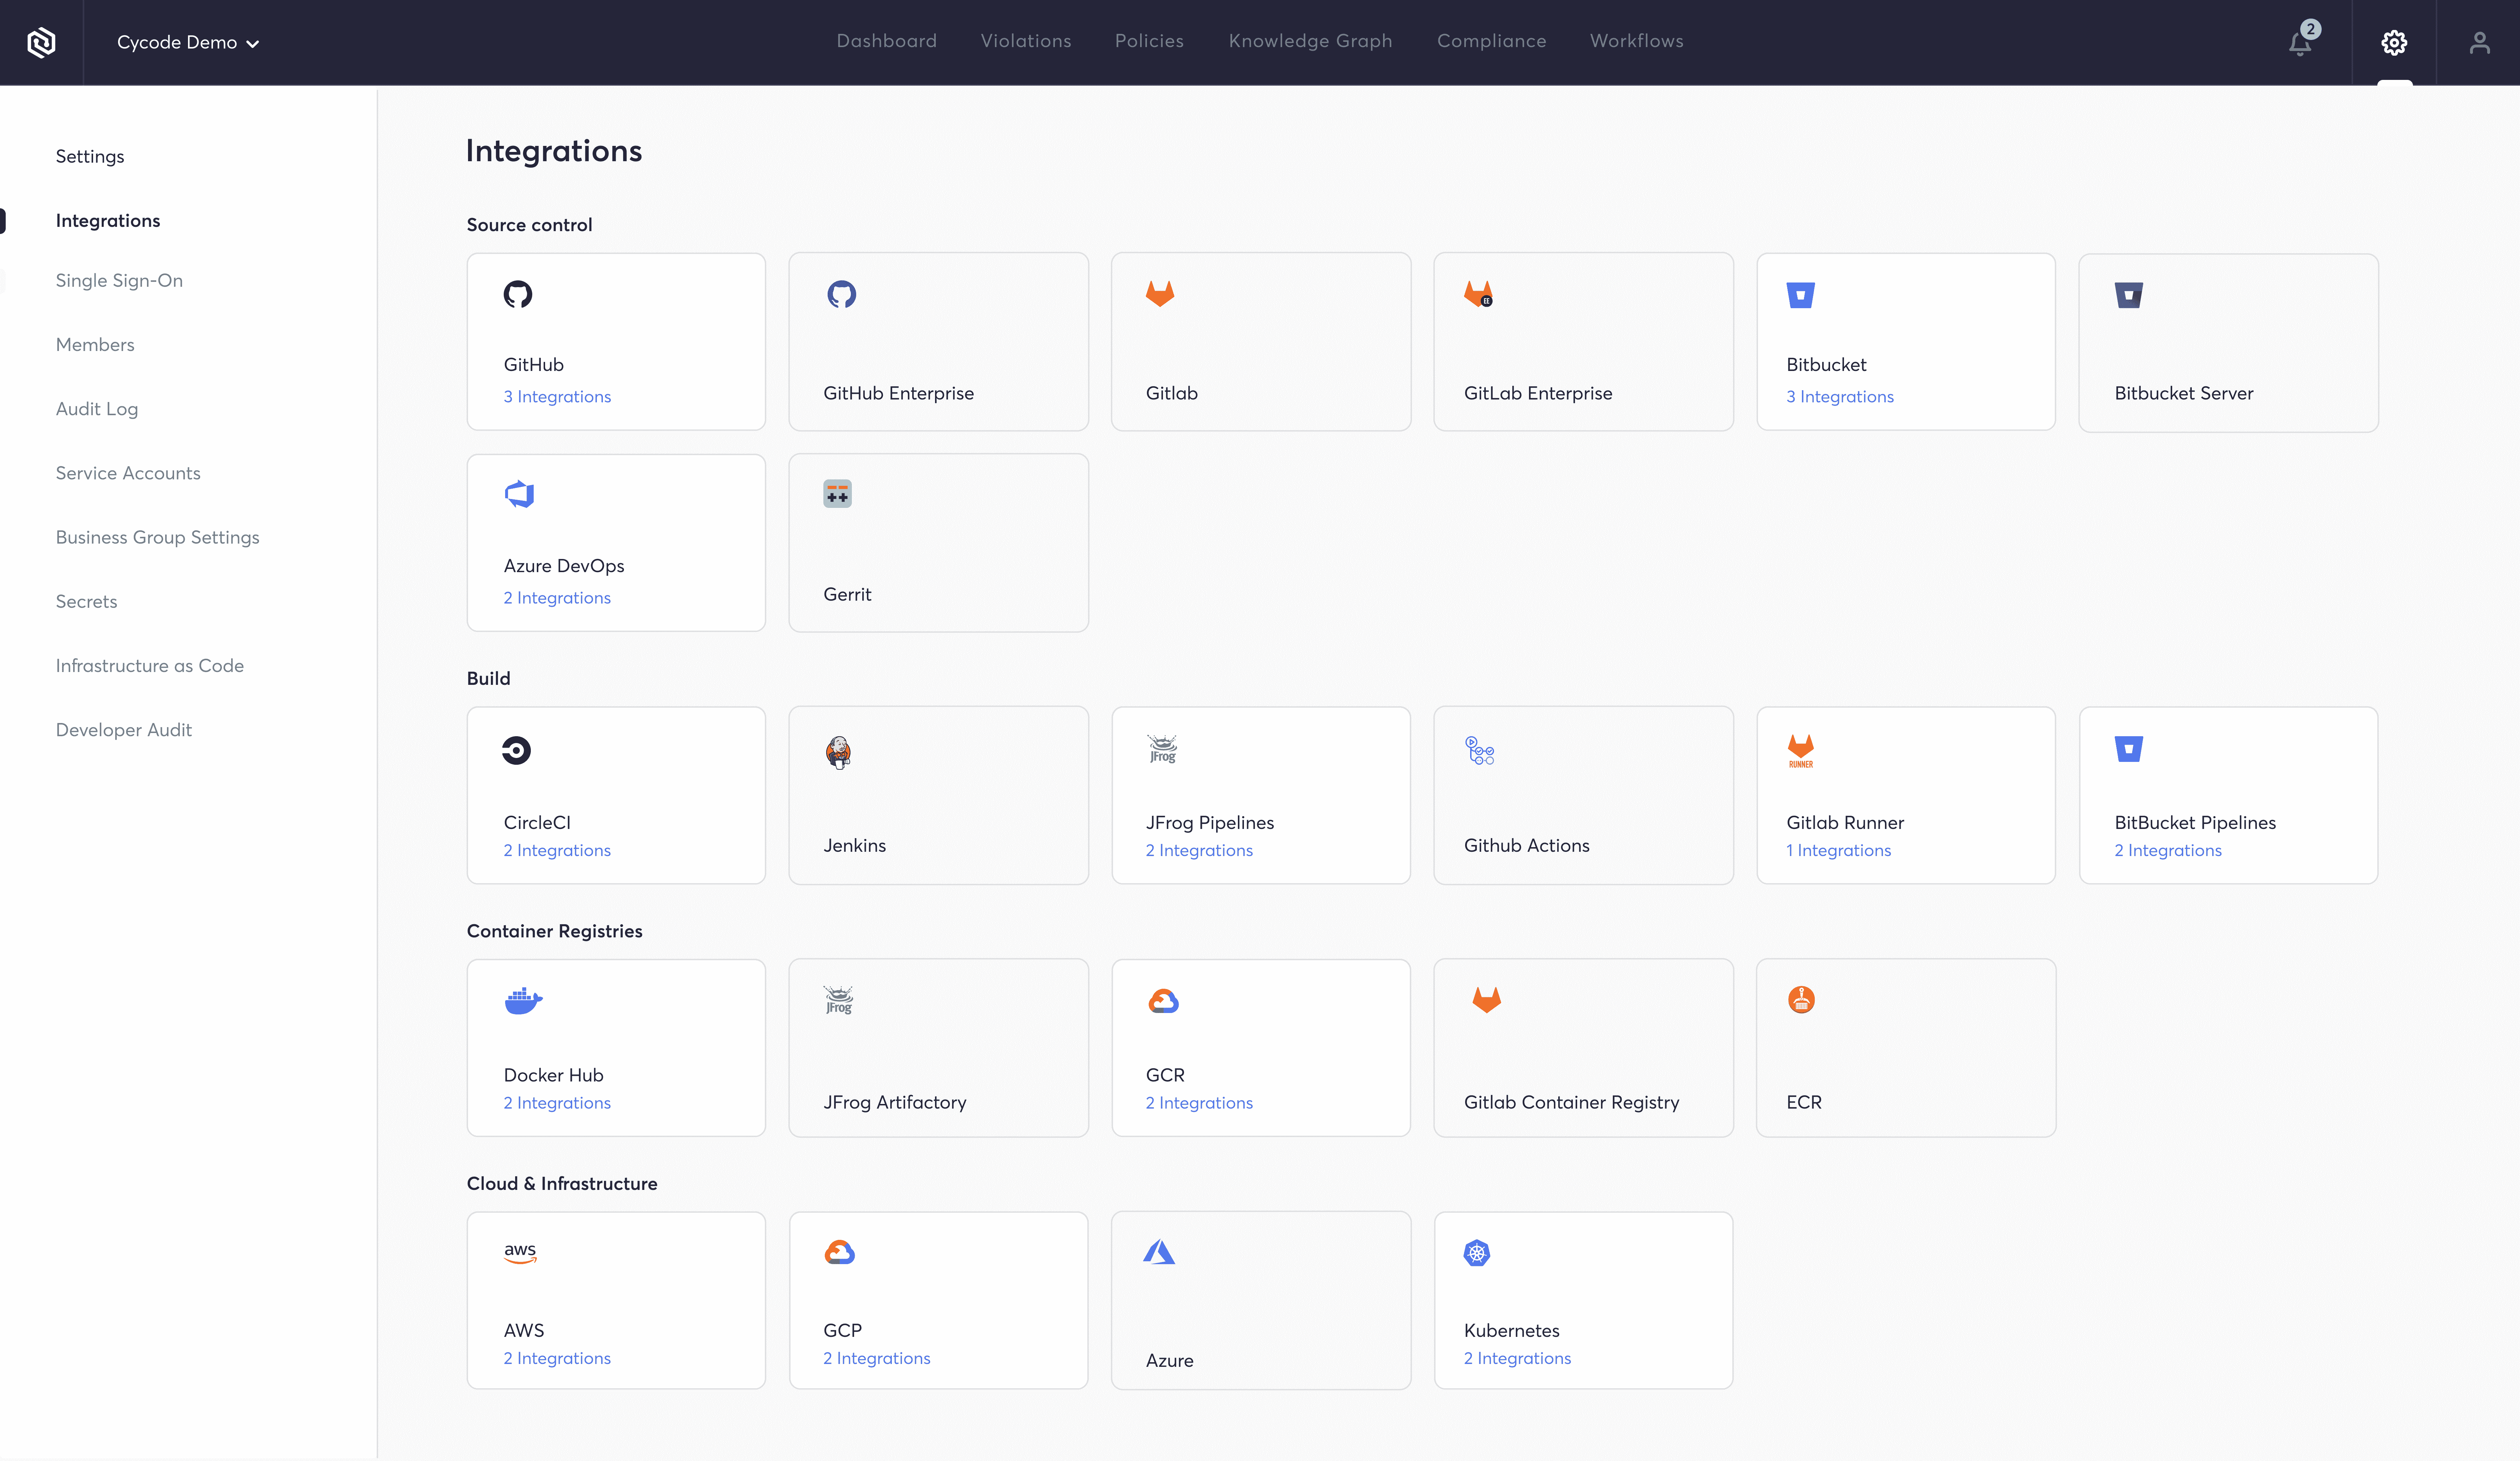 Cycode Demo
Dashboard
Violations
Policies
Knowledge Graph
Compliance
Workflows
2
Settings
Integrations
Single Sign-On
Members
Audit Log
Service Accounts
Business Group Settings
Secrets
Infrastructure as Code
Developer Audit
Integrations
Source control
GitHub
3 Integrations
GitHub Enterprise
Gitlab
EE
GitLab Enterprise
Bitbucket
3 Integrations
Bitbucket Server
Azure DevOps
2 Integrations
Gerrit
Build
CircleCI
2 Integrations
Jenkins
JFrog
JFrog Pipelines
2 Integrations
Github Actions
RUNNER
Gitlab Runner
1 Integrations
BitBucket Pipelines
2 Integrations
Container Registries
Docker Hub
2 Integrations
JFrog
JFrog Artifactory
GCR
2 Integrations
Gitlab Container Registry
ECR
Cloud & Infrastructure
aws
AWS
2 Integrations
GCP
2 Integrations
Azure
Kubernetes
2 Integrations